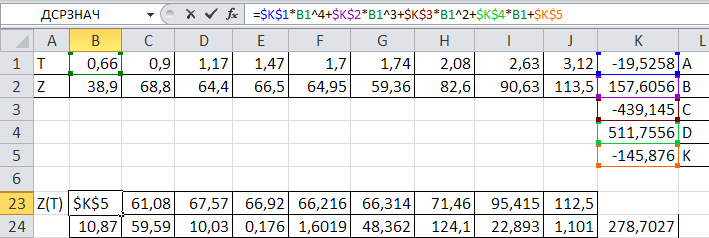 ДСРЗНАЧ =$K$1*B1^4+$K$2*B1^3+$K$3*B1^2+$K$4*B1+$K$5
A B C D E F G H I J K L
1 T 0,66 0,9 1,17 1,47 1,7 1,74 2,08 2,63 3,12 -19,5258 A
2 Z 38,9 68,8 64,4 66,5 64,95 59,36 82,6 90,63 113,5 157,6056 B
3 -439,145 C
4 511,7556 D
5 -145,876 K
6
23 Z(T) $K$5 61,08 67,57 66,92 66,216 66,314 71,46 95,415 112,5
24 10,87 59,59 10,03 0,176 1,6019 48,362 124,1 22,893 1,101 278,7027